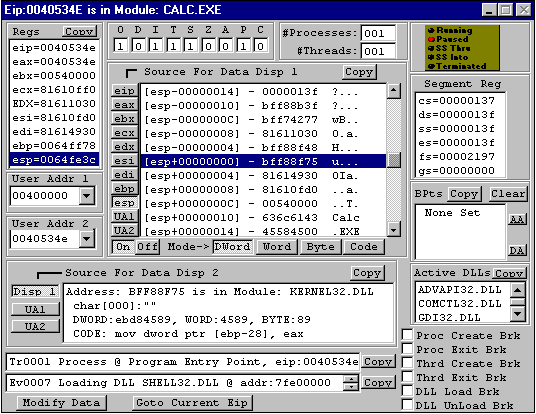 Eip:0040534E is in Module: CALC.EXE
Regs Copy
eip=0040534e
eax=0040534e
ebx=00540000
ecx=81610ff0
EDX=81611030
esi=81610fd0
edi=81614930
ebp=0064ff78
esp=0064fe3c
User Addr 1
00400000
User Addr 2
0040534e
O D I T S Z A P C
1 0 1 1 0 1 0 1 0
#Processes: 001
#Threads: 001
Running
Paused
SS Thru
SS Into
Terminated
Source For Data Disp 1 Copy
eip [esp-00000014] - 0000013f ?...
eax [esp-00000010] - bff88b3f ?...
ebx [esp-0000000c] - bff74277 wB..
ecx [esp-00000008] - 81611030 0.a.
edx [esp-00000004] - bff88f48 H...
esi [esp+00000000] - bff88f75 u...
edi [esp+00000004] - 81614930 0Ia.
ebp [esp+00000008] - 81610fd0 ..a.
esp [esp+0000000C] - 00540000 ..T.
UA1 [esp+00000010] - 636c6143 Calc
UA2 [esp+00000014] - 45584500 .EXE
On Off Mode-> DWord Word Byte Code
Segment Reg
cs=00000137
ds=0000013f
ss=0000013f
es=0000013f
fs=00002197
gs=00000000
BPts Copy Clear
None Set
AA
DA
Source For Data Disp 2 Copy
Disp 1
UA1
UA2
Address: BFF88F75 is in Module: KERNEL32.DLL
char[000]:""
DWORD:ebd84589, WORD:4589, BYTE:89
CODE: mov dword ptr [ebp-28], eax
Active DLLs Copy
ADVAPI32.DLL
COMCTL32.DLL
GDI32.DLL
Tr0001 Process @ Program Entry Point, eip:0040534e Copy
Ev0007 Loading DLL SHELL32.DLL @ addr:7fe00000 Copy
Modify Data Goto Current Eip
Proc Create Brk
Proc Exit Brk
Thrd Create Brk
Thrd Exit Brk
DLL Load Brk
DLL UnLoad Brk